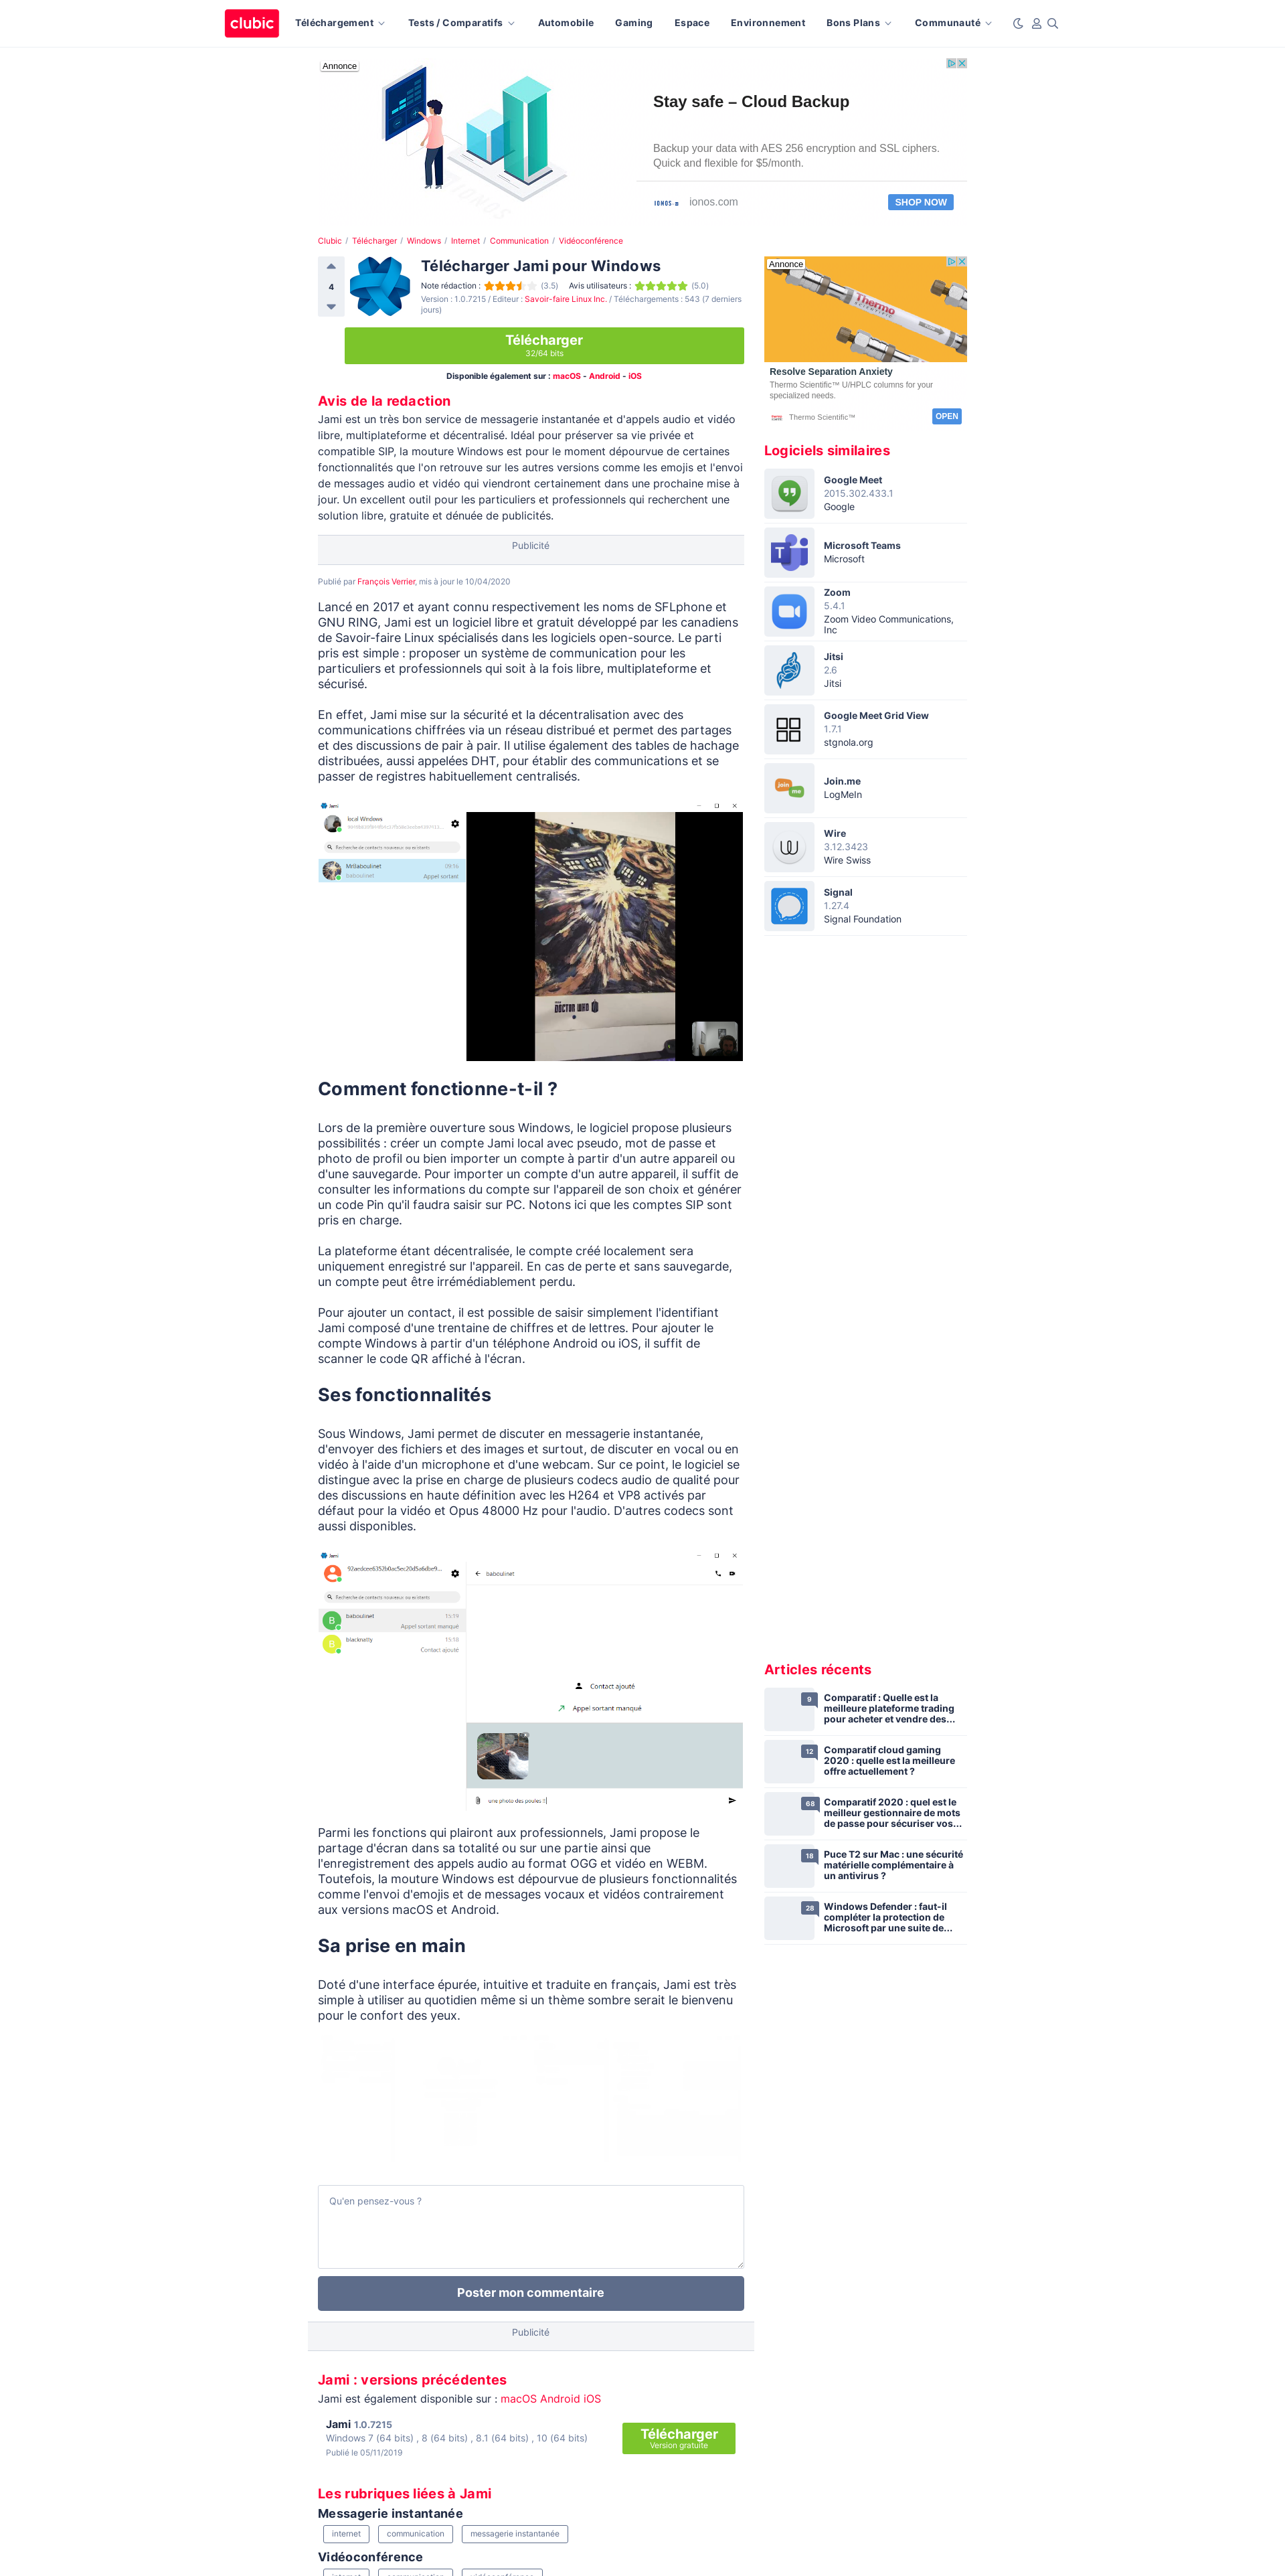 clubic
Téléchargement
Tests / Comparatifs
Automobile
Gaming
Espace
Environnement
Bons Plans
Communauté
Annonce
Stay safe – Cloud Backup
Backup your data with AES 256 encryption and SSL ciphers.
Quick and flexible for $5/month.
IONOS
ionos.com
SHOP NOW
Clubic / Télécharger / Windows / Internet / Communication / Vidéoconférence
4
Télécharger Jami pour Windows
Note rédaction : (3.5) Avis utilisateurs : (5.0)
Version : 1.0.7215 / Editeur : Savoir-faire Linux Inc. / Téléchargements : 543 (7 derniers
jours)
Télécharger
32/64 bits
Disponible également sur : macOS - Android - iOS
Avis de la redaction
Jami est un très bon service de messagerie instantanée et d'appels audio et vidéo
libre, multiplateforme et décentralisé. Idéal pour préserver sa vie privée et
compatible SIP, la mouture Windows est pour le moment dépourvue de certaines
fonctionnalités que l'on retrouve sur les autres versions comme les emojis et l'envoi
de messages audio et vidéo qui viendront certainement dans une prochaine mise à
jour. Un excellent outil pour les particuliers et professionnels qui recherchent une
solution libre, gratuite et dénuée de publicités.
Publicité
Publié par François Verrier, mis à jour le 10/04/2020
Lancé en 2017 et ayant connu respectivement les noms de SFLphone et
GNU RING, Jami est un logiciel libre et gratuit développé par les canadiens
de Savoir-faire Linux spécialisés dans les logiciels open-source. Le parti
pris est simple : proposer un système de communication pour les
particuliers et professionnels qui soit à la fois libre, multiplateforme et
sécurisé.
En effet, Jami mise sur la sécurité et la décentralisation avec des
communications chiffrées via un réseau distribué et permet des partages
et des discussions de pair à pair. Il utilise également des tables de hachage
distribuées, aussi appelées DHT, pour établir des communications et se
passer de registres habituellement centralisés.
Jami
local Windows
Recherche de contacts nouveaux ou existants
Mrllaboulinet 09:16
baboulinet Appel sortant
DOCTOR WHO
Comment fonctionne-t-il ?
Lors de la première ouverture sous Windows, le logiciel propose plusieurs
possibilités : créer un compte Jami local avec pseudo, mot de passe et
photo de profil ou bien importer un compte à partir d'un autre appareil ou
d'une sauvegarde. Pour importer un compte d'un autre appareil, il suffit de
consulter les informations du compte sur l'appareil de son choix et générer
un code Pin qu'il faudra saisir sur PC. Notons ici que les comptes SIP sont
pris en charge.
La plateforme étant décentralisée, le compte créé localement sera
uniquement enregistré sur l'appareil. En cas de perte et sans sauvegarde,
un compte peut être irrémédiablement perdu.
Pour ajouter un contact, il est possible de saisir simplement l'identifiant
Jami composé d'une trentaine de chiffres et de lettres. Pour ajouter le
compte Windows à partir d'un téléphone Android ou iOS, il suffit de
scanner le code QR affiché à l'écran.
Ses fonctionnalités
Sous Windows, Jami permet de discuter en messagerie instantanée,
d'envoyer des fichiers et des images et surtout, de discuter en vocal ou en
vidéo à l'aide d'un microphone et d'une webcam. Sur ce point, le logiciel se
distingue avec la prise en charge de plusieurs codecs audio de qualité pour
des discussions en haute définition avec les H264 et VP8 activés par
défaut pour la vidéo et Opus 48000 Hz pour l'audio. D'autres codecs sont
aussi disponibles.
Jami
92aedcee6352b0ac5ec20d5a6dbe9...
baboulinet
Recherche de contacts nouveaux ou existants
B baboulinet 15:19
Appel sortant manqué
B blacknally 15:18
Contact ajouté
Contact ajouté
Appel sortant manqué
une photo des poules !
Parmi les fonctions qui plairont aux professionnels, Jami propose le
partage d'écran dans sa totalité ou sur une partie ainsi que
l'enregistrement des appels audio au format OGG et vidéo en WEBM.
Toutefois, la mouture Windows est dépourvue de plusieurs fonctionnalités
comme l'envoi d'emojis et de messages vocaux et vidéos contrairement
aux versions macOS et Android.
Sa prise en main
Doté d'une interface épurée, intuitive et traduite en français, Jami est très
simple à utiliser au quotidien même si un thème sombre serait le bienvenu
pour le confort des yeux.
Qu'en pensez-vous ?
Poster mon commentaire
Publicité
Jami : versions précédentes
Jami est également disponible sur : macOS Android iOS
Jami 1.0.7215
Windows 7 (64 bits) , 8 (64 bits) , 8.1 (64 bits) , 10 (64 bits)
Publié le 05/11/2019
Télécharger
Version gratuite
Les rubriques liées à Jami
Messagerie instantanée
internet
communication
messagerie instantanée
Vidéoconférence
Annonce
Thermo
SCIENTIFIC
Resolve Separation Anxiety
Thermo Scientific™ U/HPLC columns for your
specialized needs.
Thermo Scientific™
OPEN
Logiciels similaires
Google Meet
2015.302.433.1
Google
Microsoft Teams
Microsoft
Zoom
5.4.1
Zoom Video Communications,
Inc
Jitsi
2.6
Jitsi
Google Meet Grid View
1.7.1
stgnola.org
join me
Join.me
LogMeIn
Wire
3.12.3423
Wire Swiss
Signal
1.27.4
Signal Foundation
Articles récents
9
Comparatif : Quelle est la
meilleure plateforme trading
pour acheter et vendre des...
12
Comparatif cloud gaming
2020 : quelle est la meilleure
offre actuellement ?
68
Comparatif 2020 : quel est le
meilleur gestionnaire de mots
de passe pour sécuriser vos...
18
Puce T2 sur Mac : une sécurité
matérielle complémentaire à
un antivirus ?
28
Windows Defender : faut-il
compléter la protection de
Microsoft par une suite de...